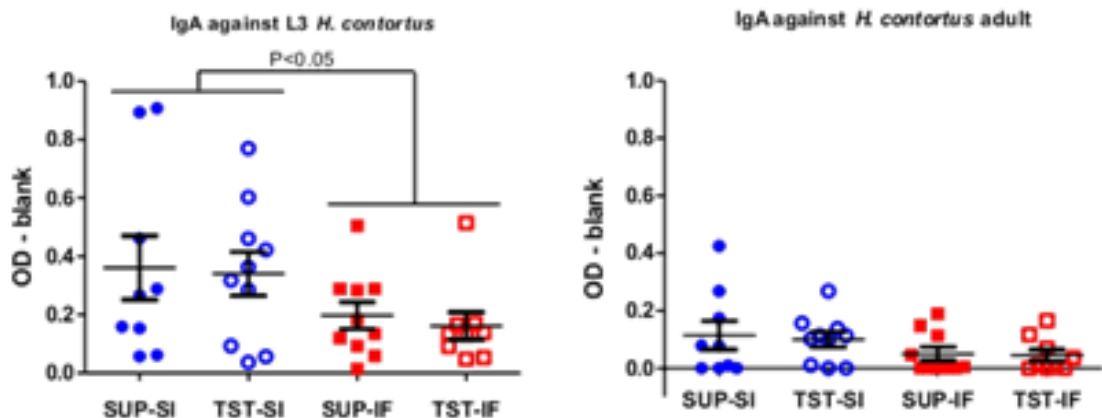 IgA against L3 H. contortus
P<0.05
OD - blank
1.0
0.8
0.6
0.4
0.2
0.0
SUP-SI TST-SI SUP-IF TST-IF
IgA against H. contortus adult
OD - blank
1.0
0.8
0.6
0.4
0.2
0.0
SUP-SI TST-SI SUP-IF TST-IF